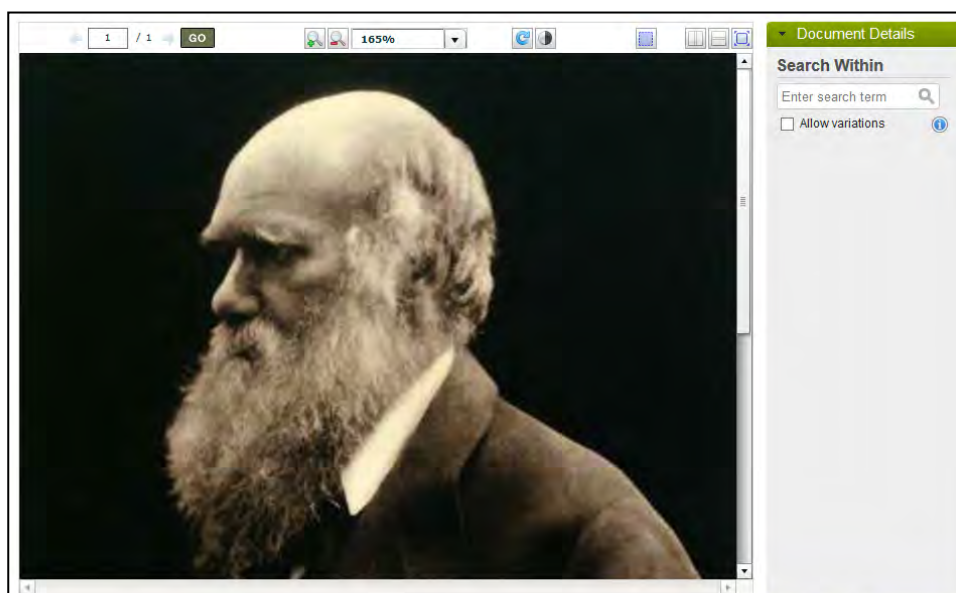 1 / 1 GO 165%
Document Details
Search Within
Enter search term
Allow variations